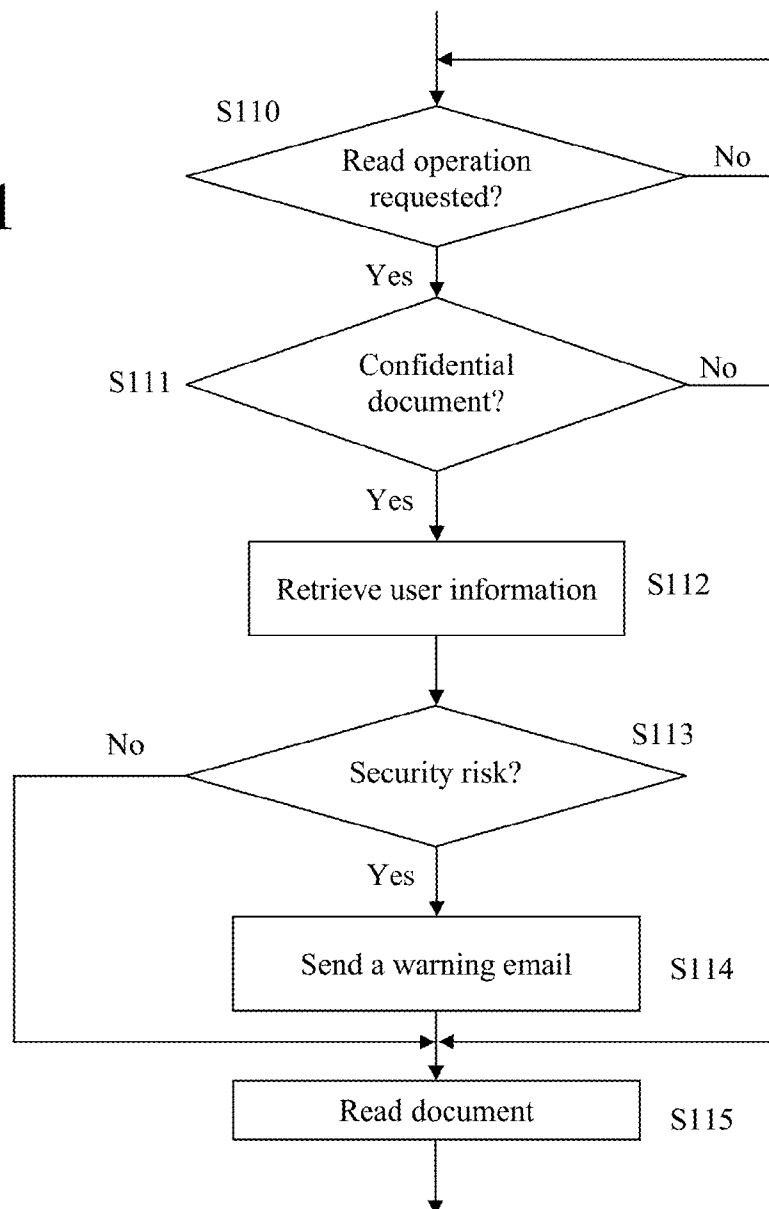 S110
Read operation
requested?
No
1
Yes
S111
Confidential
document?
No
Yes
Retrieve user information
S112
No
S113
Security risk?
Yes
Send a warning email
S114
Read document
S115